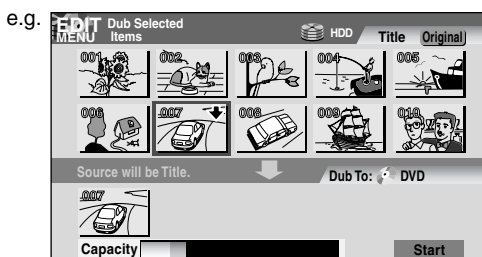 e.g.
EDIT MENU Dub Selected Items HDD Title Original
001 002 003 004 005
006 007 008 009 010
Source will be Title. Dub To: DVD
007
Capacity Start